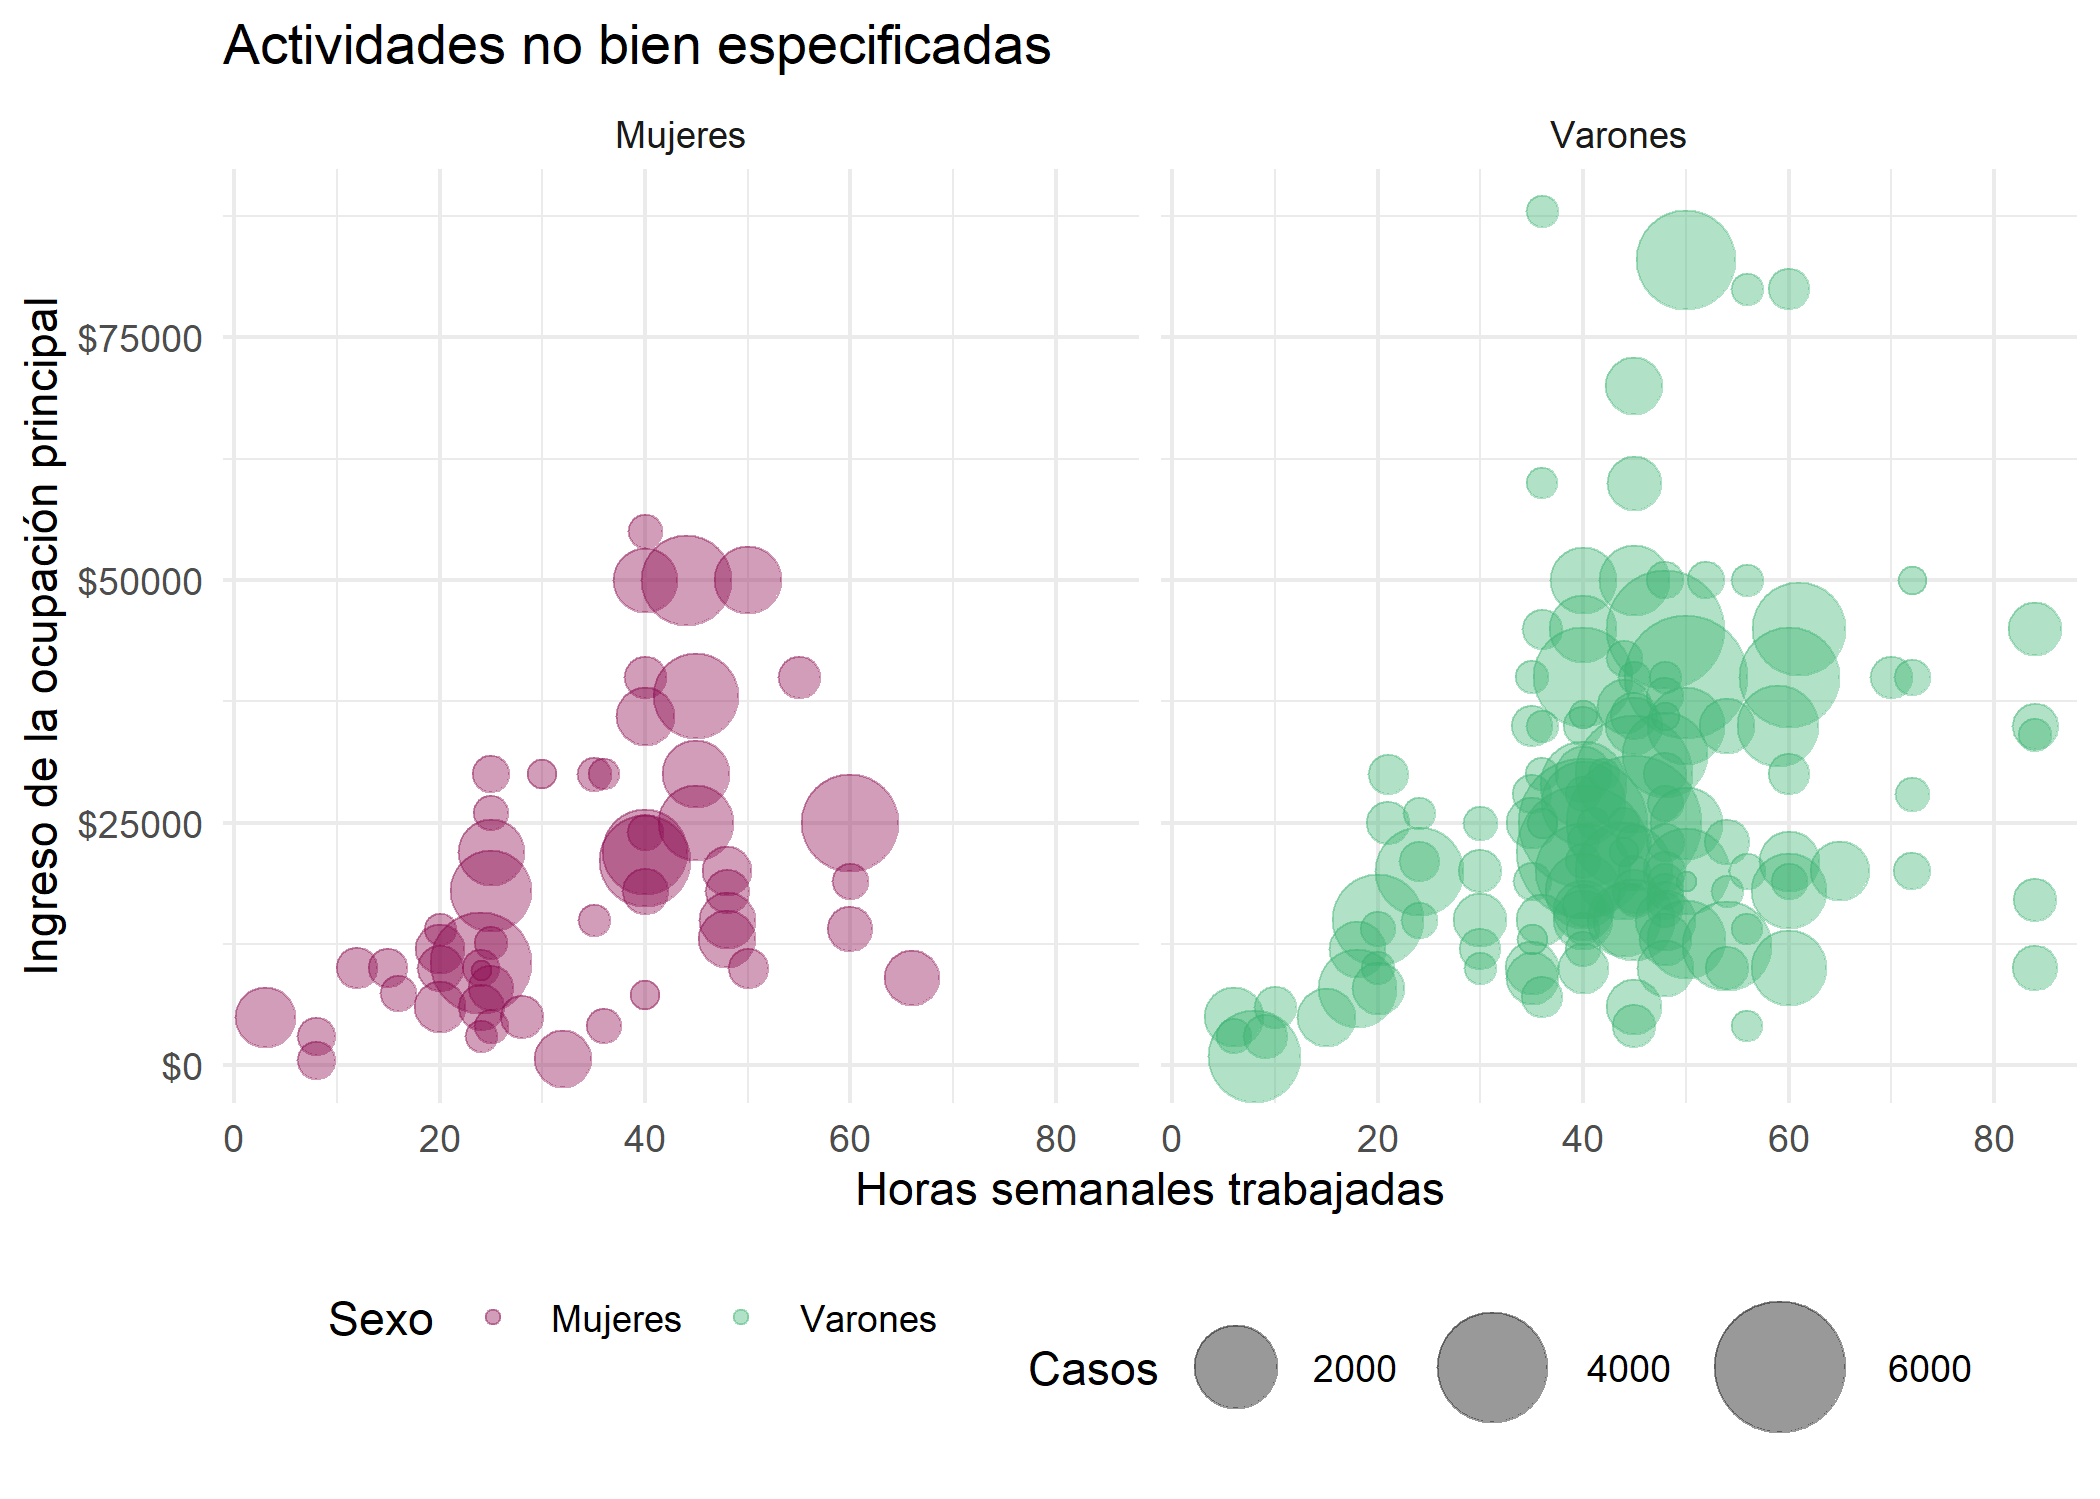 Actividades no bien especificadas
Mujeres
Varones
Ingreso de la ocupación principal
$75000
$50000
$25000
$0
0 20 40 60 80
0 20 40 60 80
Horas semanales trabajadas
Sexo Mujeres Varones
Casos 2000 4000 6000